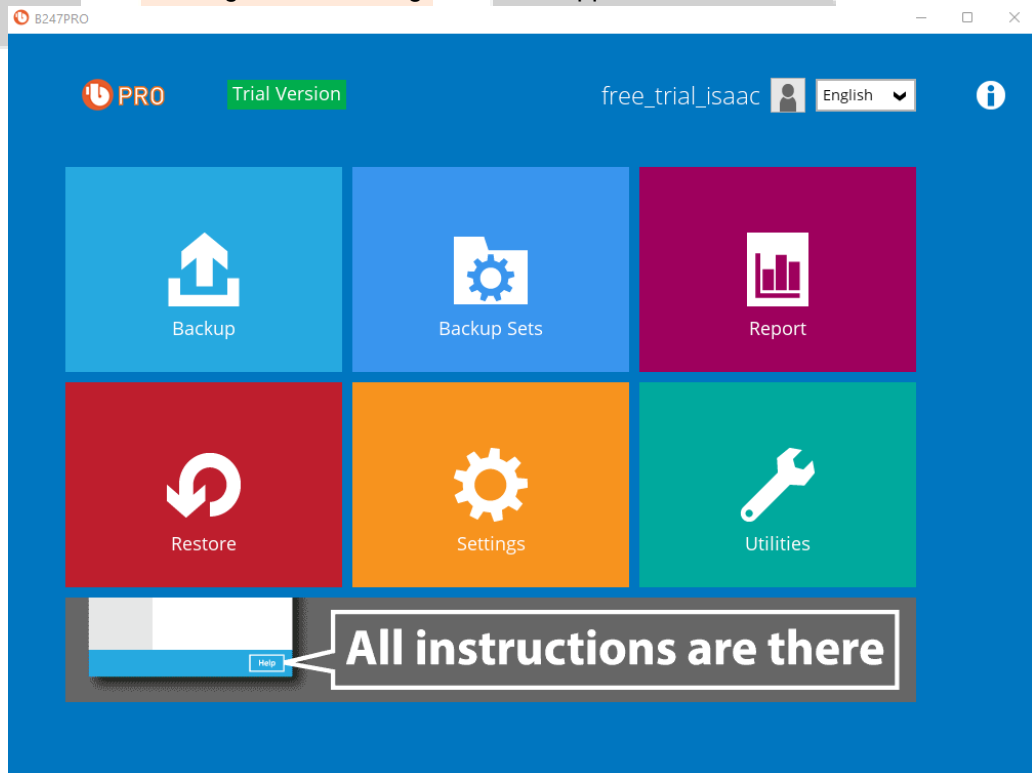 B247PRO
PRO
Trial Version
free_trial_isaac
English
Backup
Backup Sets
Report
Restore
Settings
Utilities
Help
All instructions are there